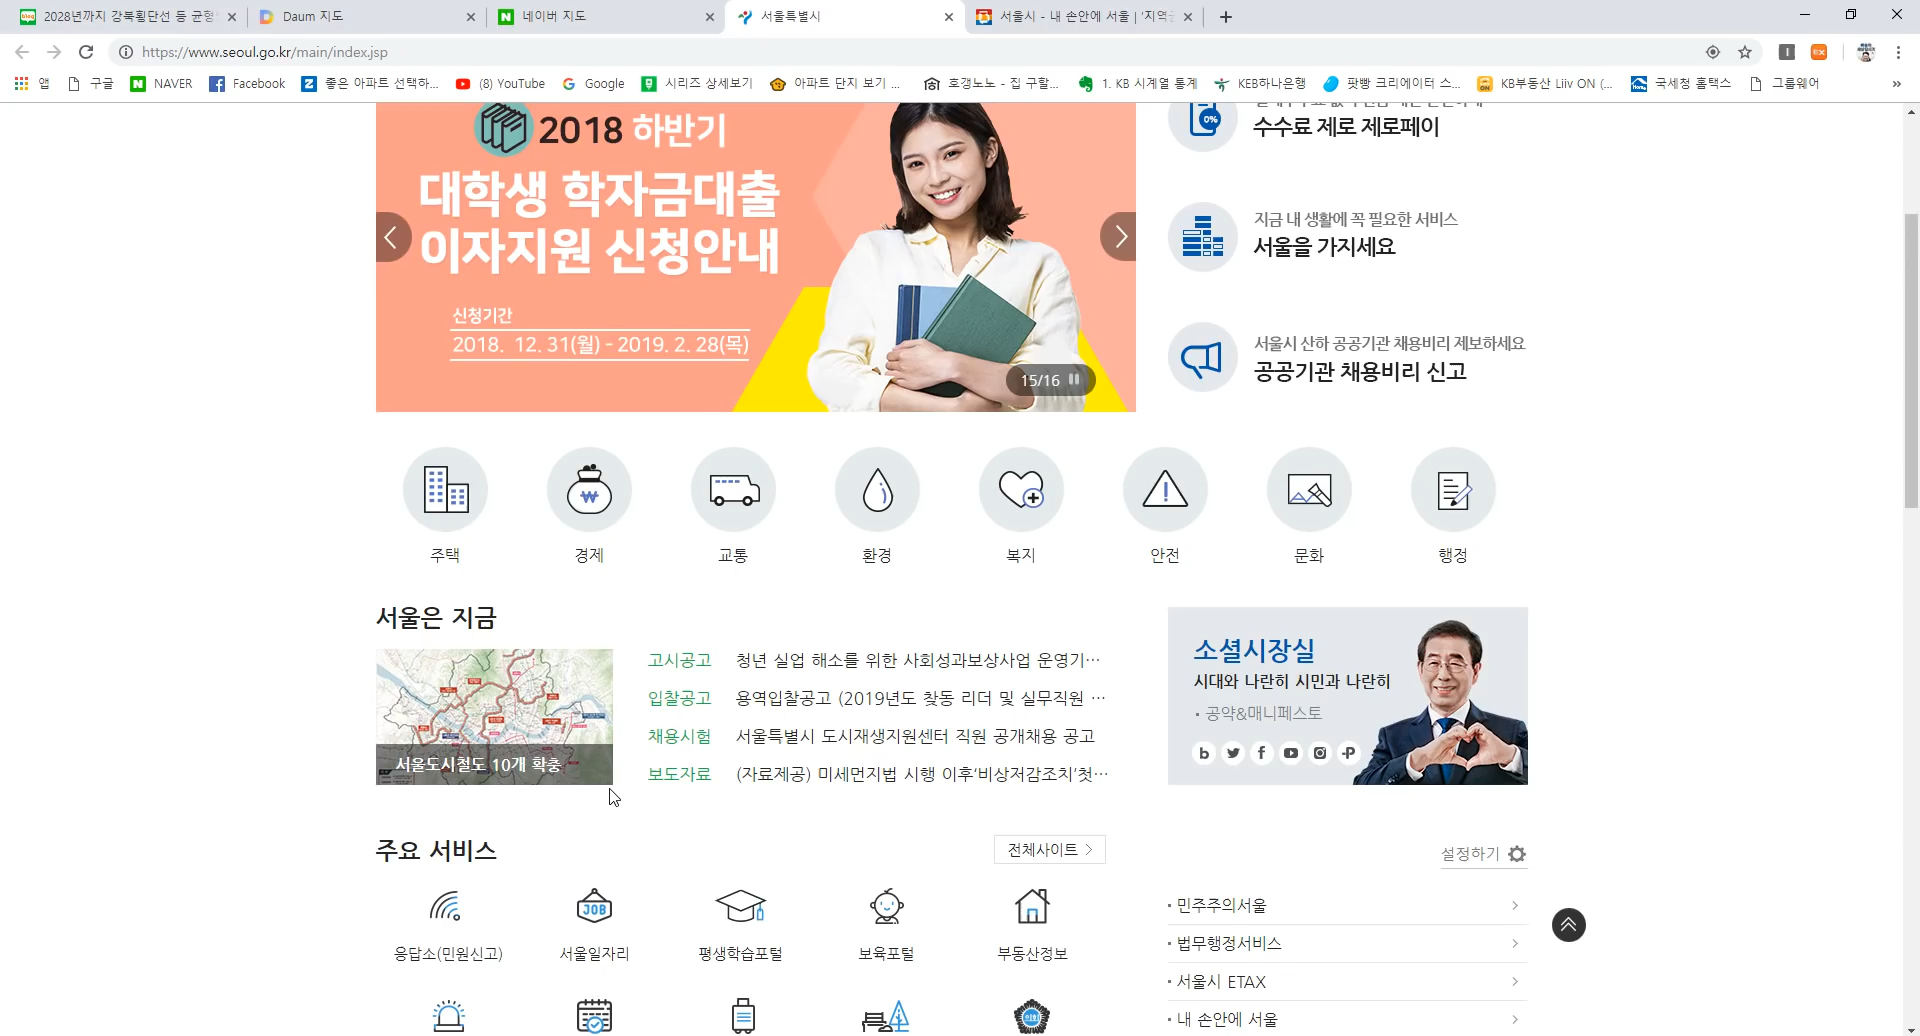 2028년까지 강북횡단선 등 균형
Daum 지도
네이버 지도
서울특별시
서울시 - 내 손안에 서울 | '지역
https://www.seoul.go.kr/main/index.jsp
앱
구글
NAVER
Facebook
좋은 아파트 선택하...
(8) YouTube
Google
시리즈 상세보기
아파트 단지 보기 ...
호갱노노 - 집 구할...
1. KB 시계열 통계
KEB하나은행
팟빵 크리에이터 스...
KB부동산 Liiv ON (...
국세청 홈택스
그룹웨어
»
2018 하반기
대학생 학자금대출
이자지원 신청안내
신청기간
2018. 12. 31(월) - 2019. 2. 28(목)
15/16
0%
수수료 제로 제로페이
지금 내 생활에 꼭 필요한 서비스
서울을 가지세요
서울시 산하 공공기관 채용비리 제보하세요
공공기관 채용비리 신고
주택
경제
교통
환경
복지
안전
문화
행정
서울은 지금
서울도시철도 10개 확충
고시공고 청년 실업 해소를 위한 사회성과보상사업 운영기…
입찰공고 용역입찰공고 (2019년도 찾동 리더 및 실무직원 …
채용시험 서울특별시 도시재생지원센터 직원 공개채용 공고
보도자료 (자료제공) 미세먼지법 시행 이후'비상저감조치'첫…
소셜시장실
시대와 나란히 시민과 나란히
· 공약&매니페스토
주요 서비스
전체사이트 >
설정하기
JOB
응답소(민원신고)
서울일자리
평생학습포털
보육포털
부동산정보
· 민주주의서울
· 법무행정서비스
· 서울시 ETAX
· 내 손안에 서울